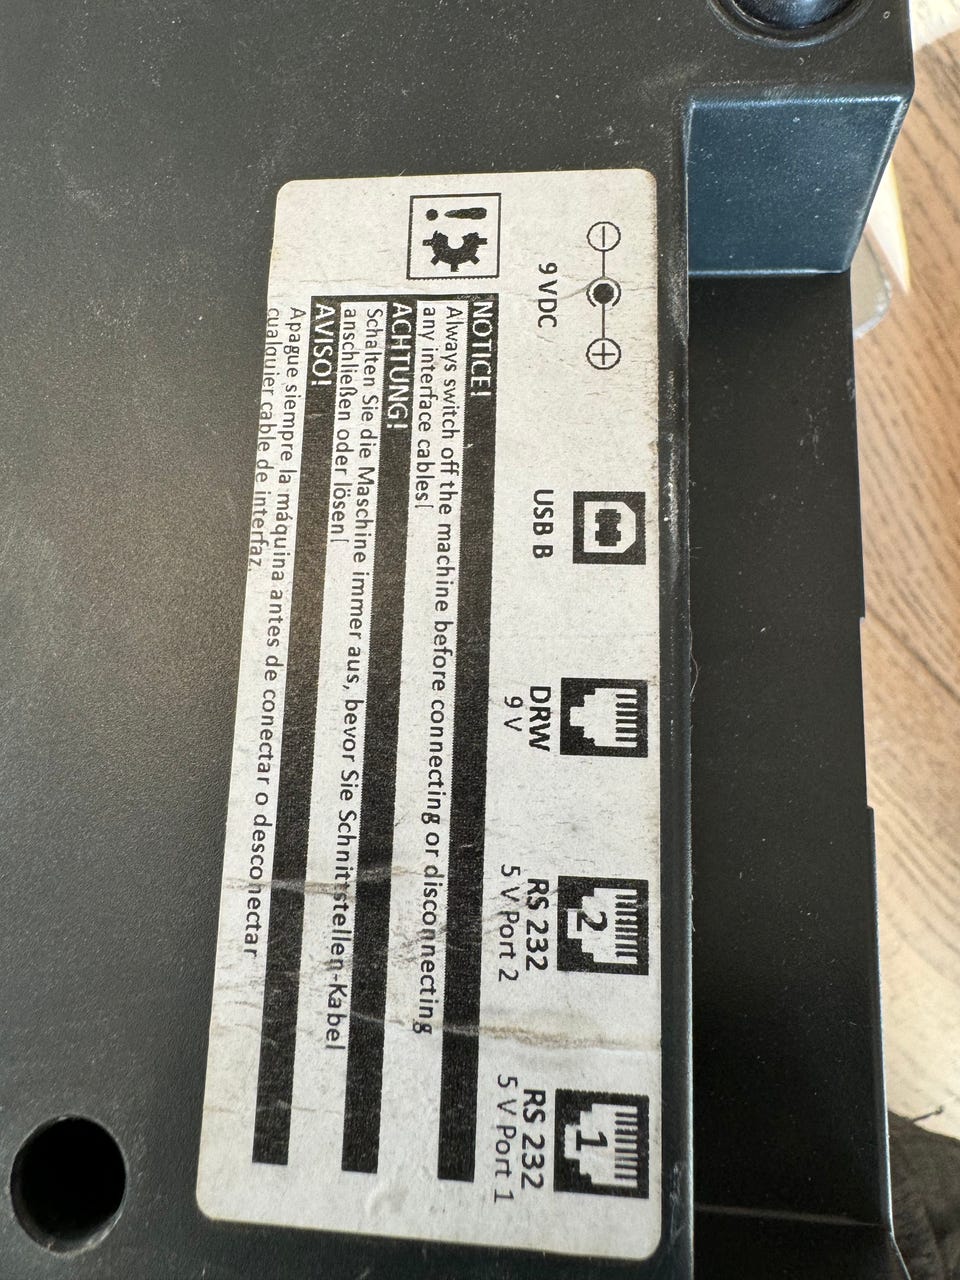 9 VDC
USB B
DRW
9 V
2
RS 232
5 V Port 2
1
RS 232
5 V Port 1
NOTICE!
Always switch off the machine before connecting or disconnecting
any interface cables!
ACHTUNG!
Schalten Sie die Maschine immer aus, bevor Sie Schnittstellen-Kabel
anschließen oder lösen!
AVISO!
Apague siempre la máquina antes de conectar o desconectar
cualquier cable de interfaz.